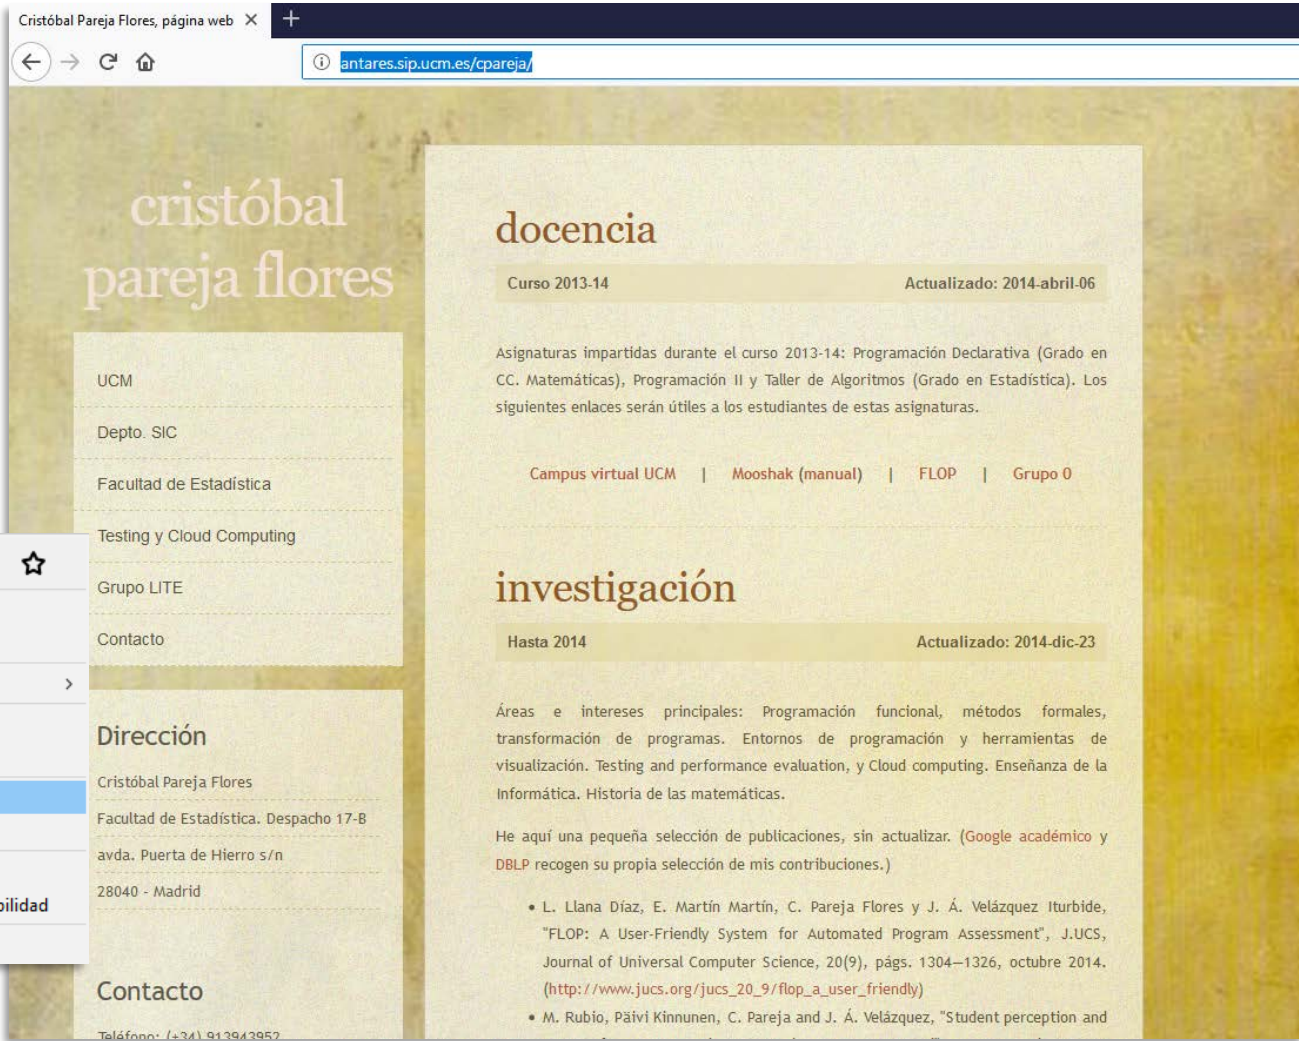 Cristóbal Pareja Flores, página web
antares.sip.ucm.es/cpareja/
cristóbal
pareja flores
UCM
Depto. SIC
Facultad de Estadística
Testing y Cloud Computing
Grupo LITE
Contacto
Dirección
Cristóbal Pareja Flores
Facultad de Estadística. Despacho 17-B
avda. Puerta de Hierro s/n
28040 - Madrid
Contacto
Teléfono: (+34) 913943952
docencia
Curso 2013-14 Actualizado: 2014-abril-06
Asignaturas impartidas durante el curso 2013-14: Programación Declarativa (Grado en
CC. Matemáticas), Programación II y Taller de Algoritmos (Grado en Estadística). Los
siguientes enlaces serán útiles a los estudiantes de estas asignaturas.
Campus virtual UCM | Mooshak (manual) | FLOP | Grupo 0
investigación
Hasta 2014 Actualizado: 2014-dic-23
Áreas e intereses principales: Programación funcional, métodos formales,
transformación de programas. Entornos de programación y herramientas de
visualización. Testing and performance evaluation, y Cloud computing. Enseñanza de la
Informática. Historia de las matemáticas.
He aquí una pequeña selección de publicaciones, sin actualizar. (Google académico y
DBLP recogen su propia selección de mis contribuciones.)
• L. Llana Díaz, E. Martín Martín, C. Pareja Flores y J. Á. Velázquez Iturbide,
"FLOP: A User-Friendly System for Automated Program Assessment", J.UCS,
Journal of Universal Computer Science, 20(9), págs. 1304—1326, octubre 2014.
(http://www.jucs.org/jucs_20_9/flop_a_user_friendly)
• M. Rubio, Päivi Kinnunen, C. Pareja and J. Á. Velázquez, "Student perception and
bilidad